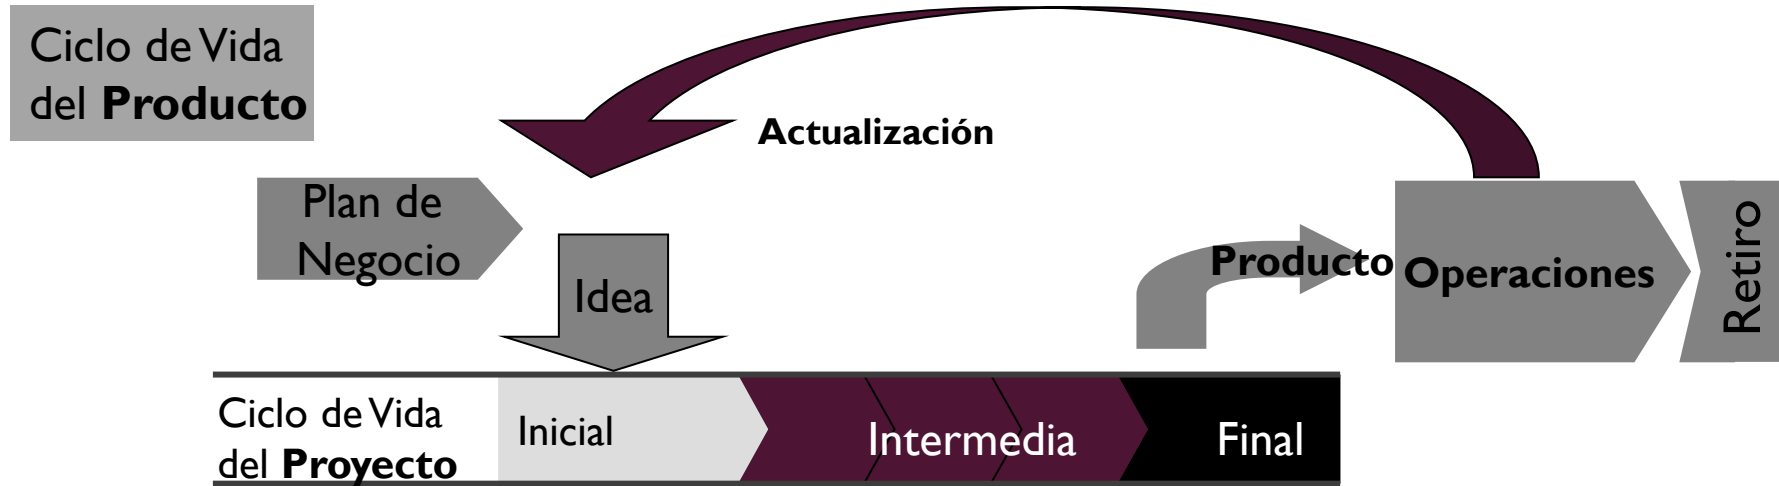 Ciclo de Vida
del Producto
Actualización
Plan de
Negocio
Idea
Producto
Operaciones
Retiro
Ciclo de Vida
del Proyecto
Inicial
Intermedia
Final